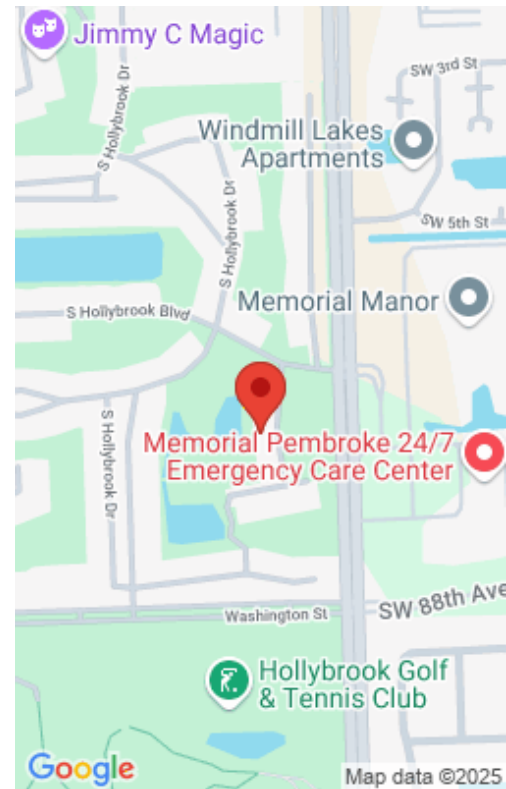 Jimmy C Magic
SW 3rd St
S Hollybrook Dr
Windmill Lakes
Apartments
S Hollybrook Dr
SW 5th St
Memorial Manor
S Hollybrook Blvd
S Hollybrook Dr
Memorial Pembroke 24/7
Emergency Care Center
Washington St
SW 88th Ave
Hollybrook Golf
& Tennis Club
Google
Map data ©2025